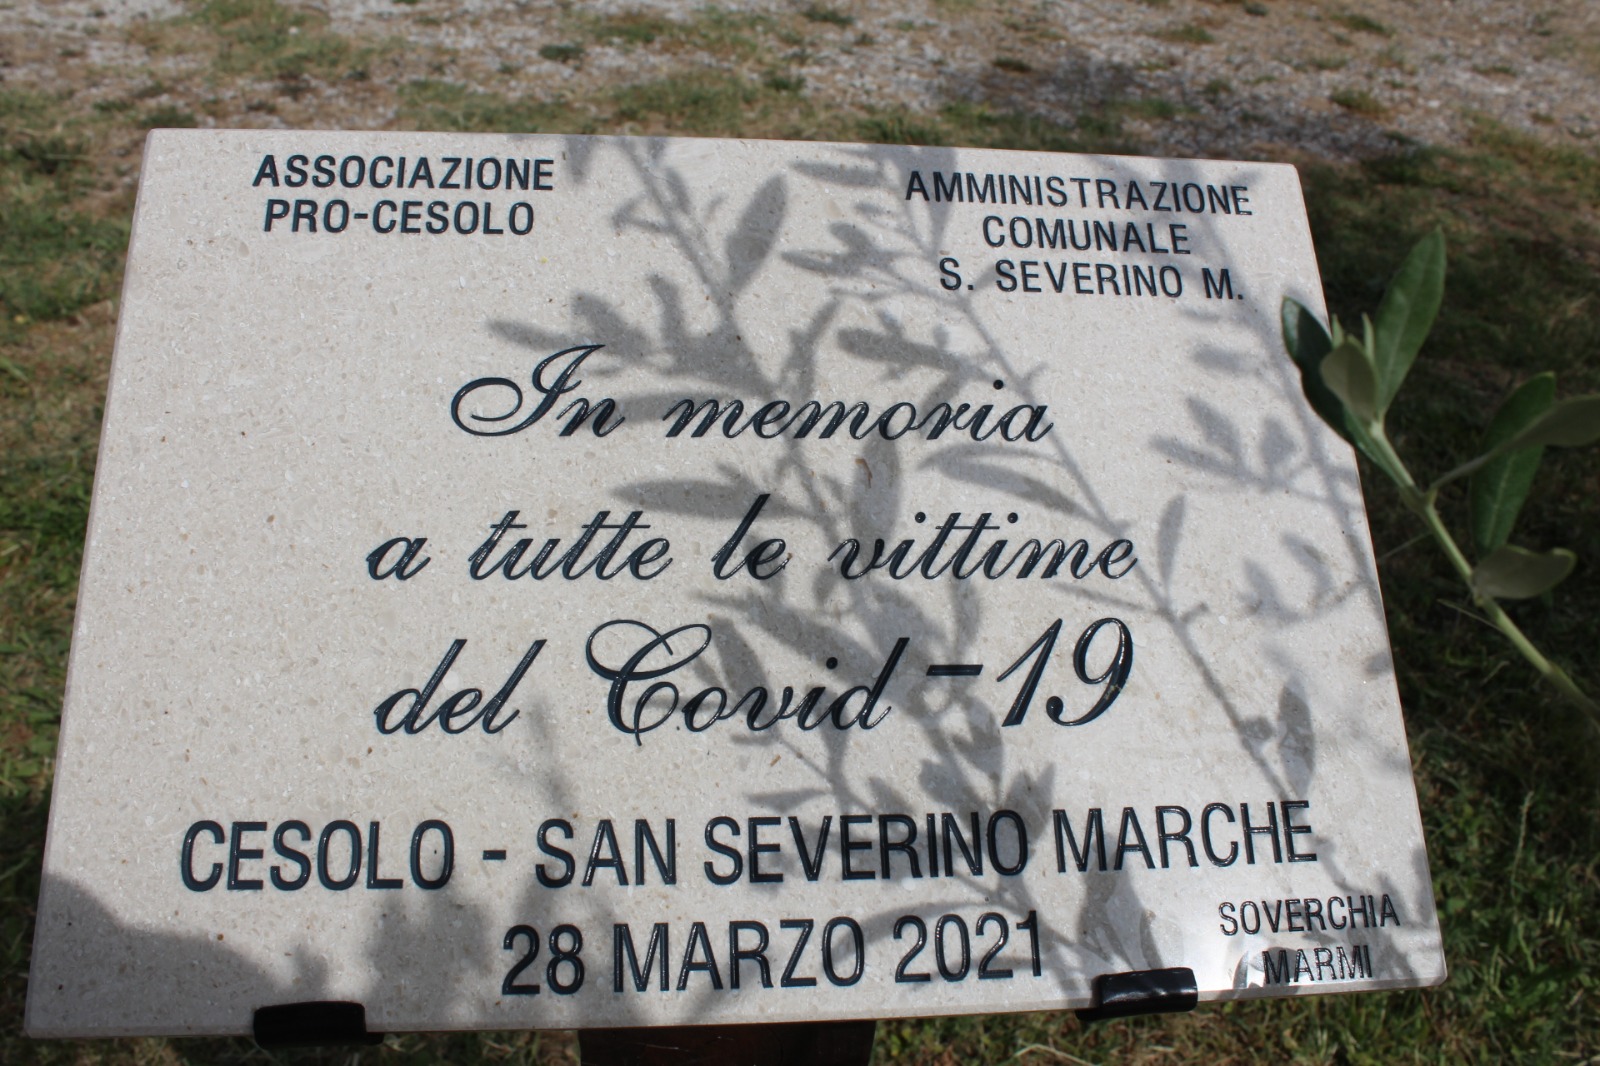 ASSOCIAZIONE
PRO-CESOLO
AMMINISTRAZIONE
COMUNALE
S. SEVERINO M.
In memoria
a tutte le vittime
del Covid-19
CESOLO - SAN SEVERINO MARCHE
28 MARZO 2021
SOVERCHIA
MARMI